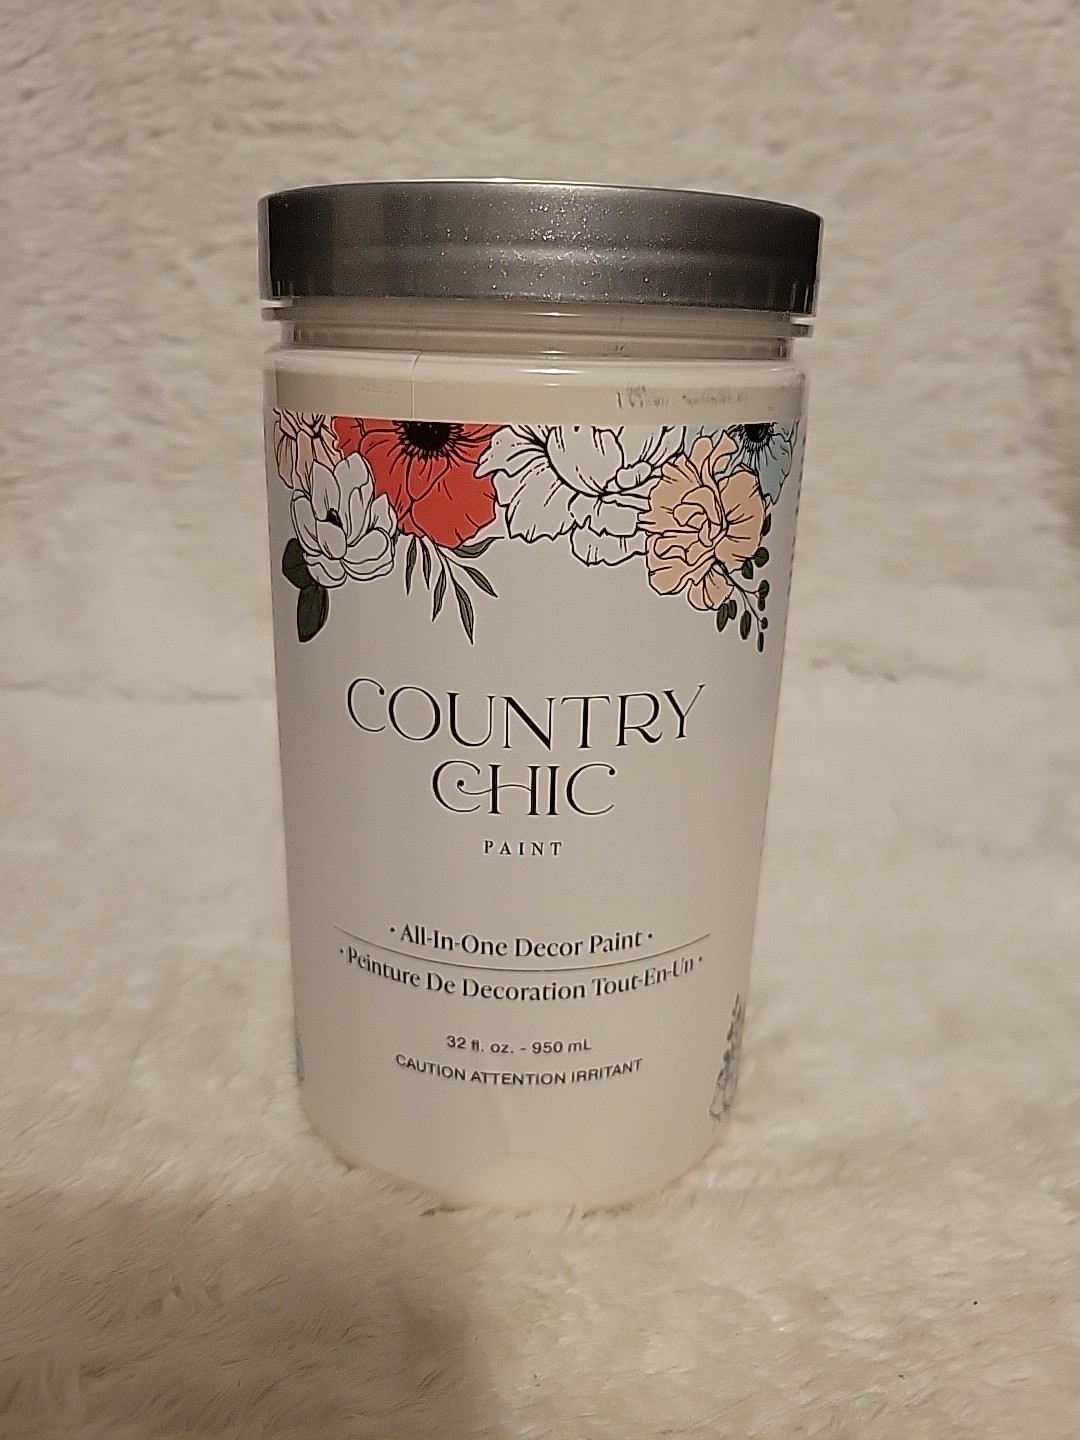 COUNTRY
CHIC
PAINT
· All-In-One Decor Paint ·
· Peinture De Decoration Tout-En-Un ·
32 fl. oz. - 950 mL
CAUTION ATTENTION IRRITANT